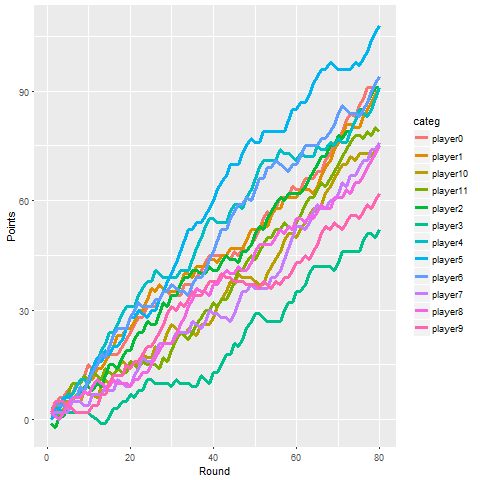 90
60
30
0
0
20
40
60
80
Round
Points
categ
player0
player1
player10
player11
player2
player3
player4
player5
player6
player7
player8
player9